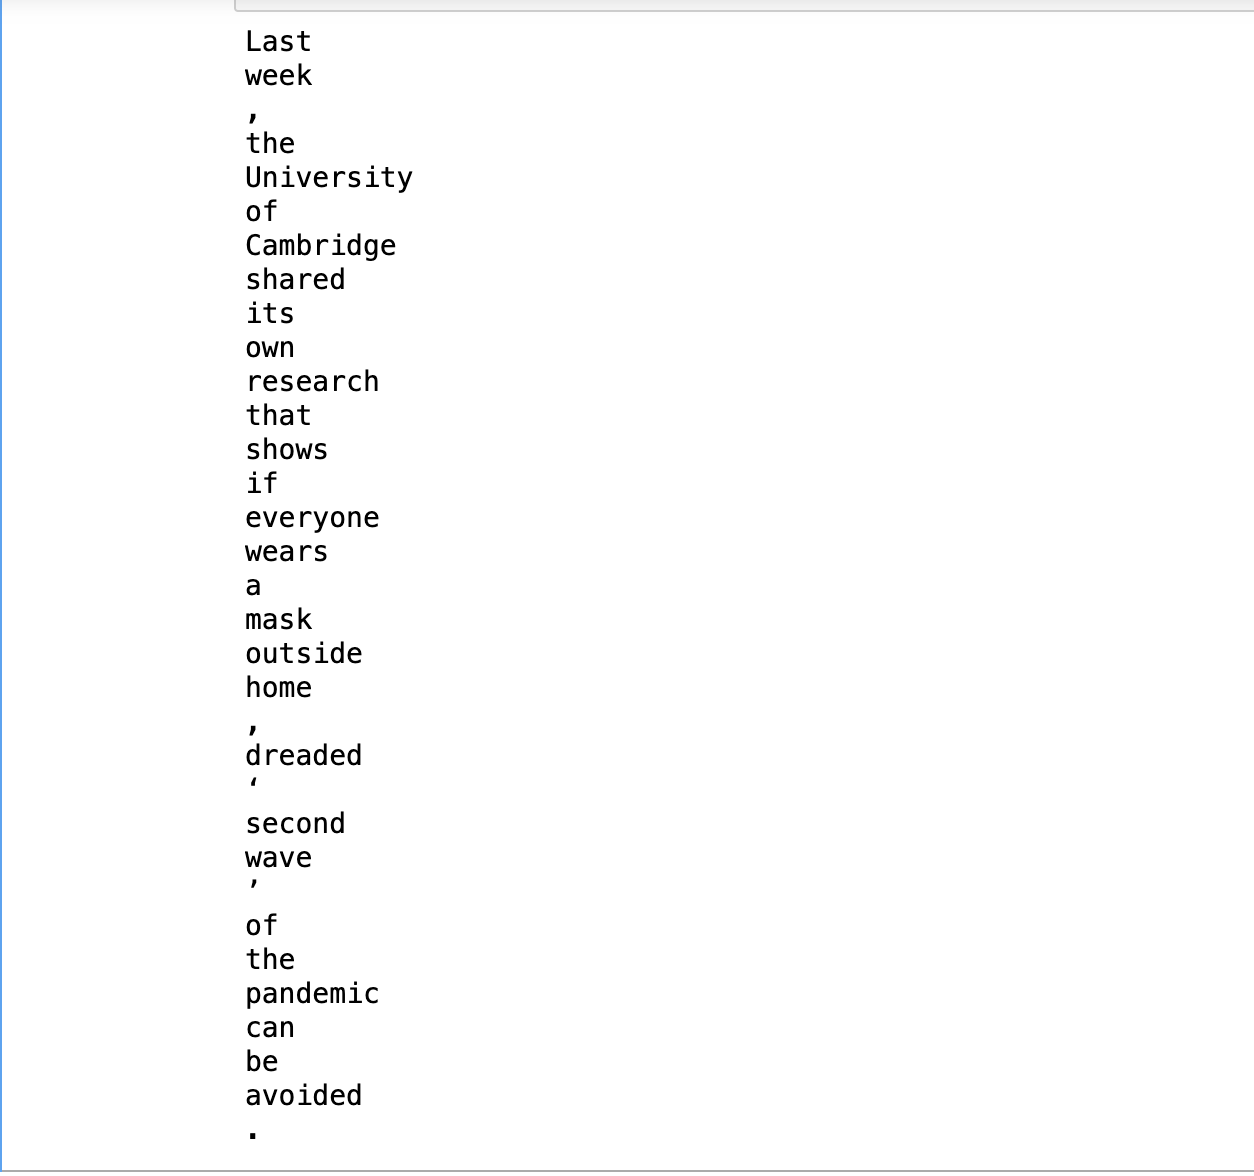 Last
week
,
the
University
of
Cambridge
shared
its
own
research
that
shows
if
everyone
wears
a
mask
outside
home
,
dreaded
‘
second
wave
’
of
the
pandemic
can
be
avoided
.